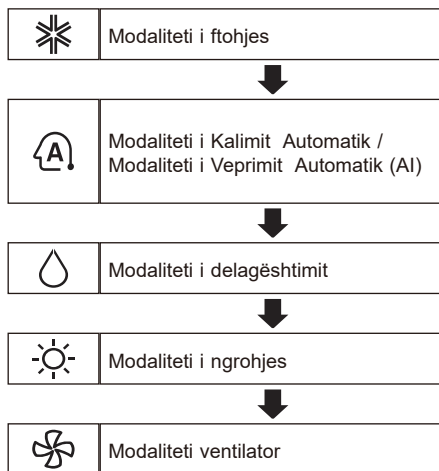 Modaliteti i ftohjes
A
Modaliteti i Kalimit Automatik /
Modaliteti i Veprimit Automatik (AI)
Modaliteti i delagështimit
Modaliteti i ngrohjes
Modaliteti ventilator